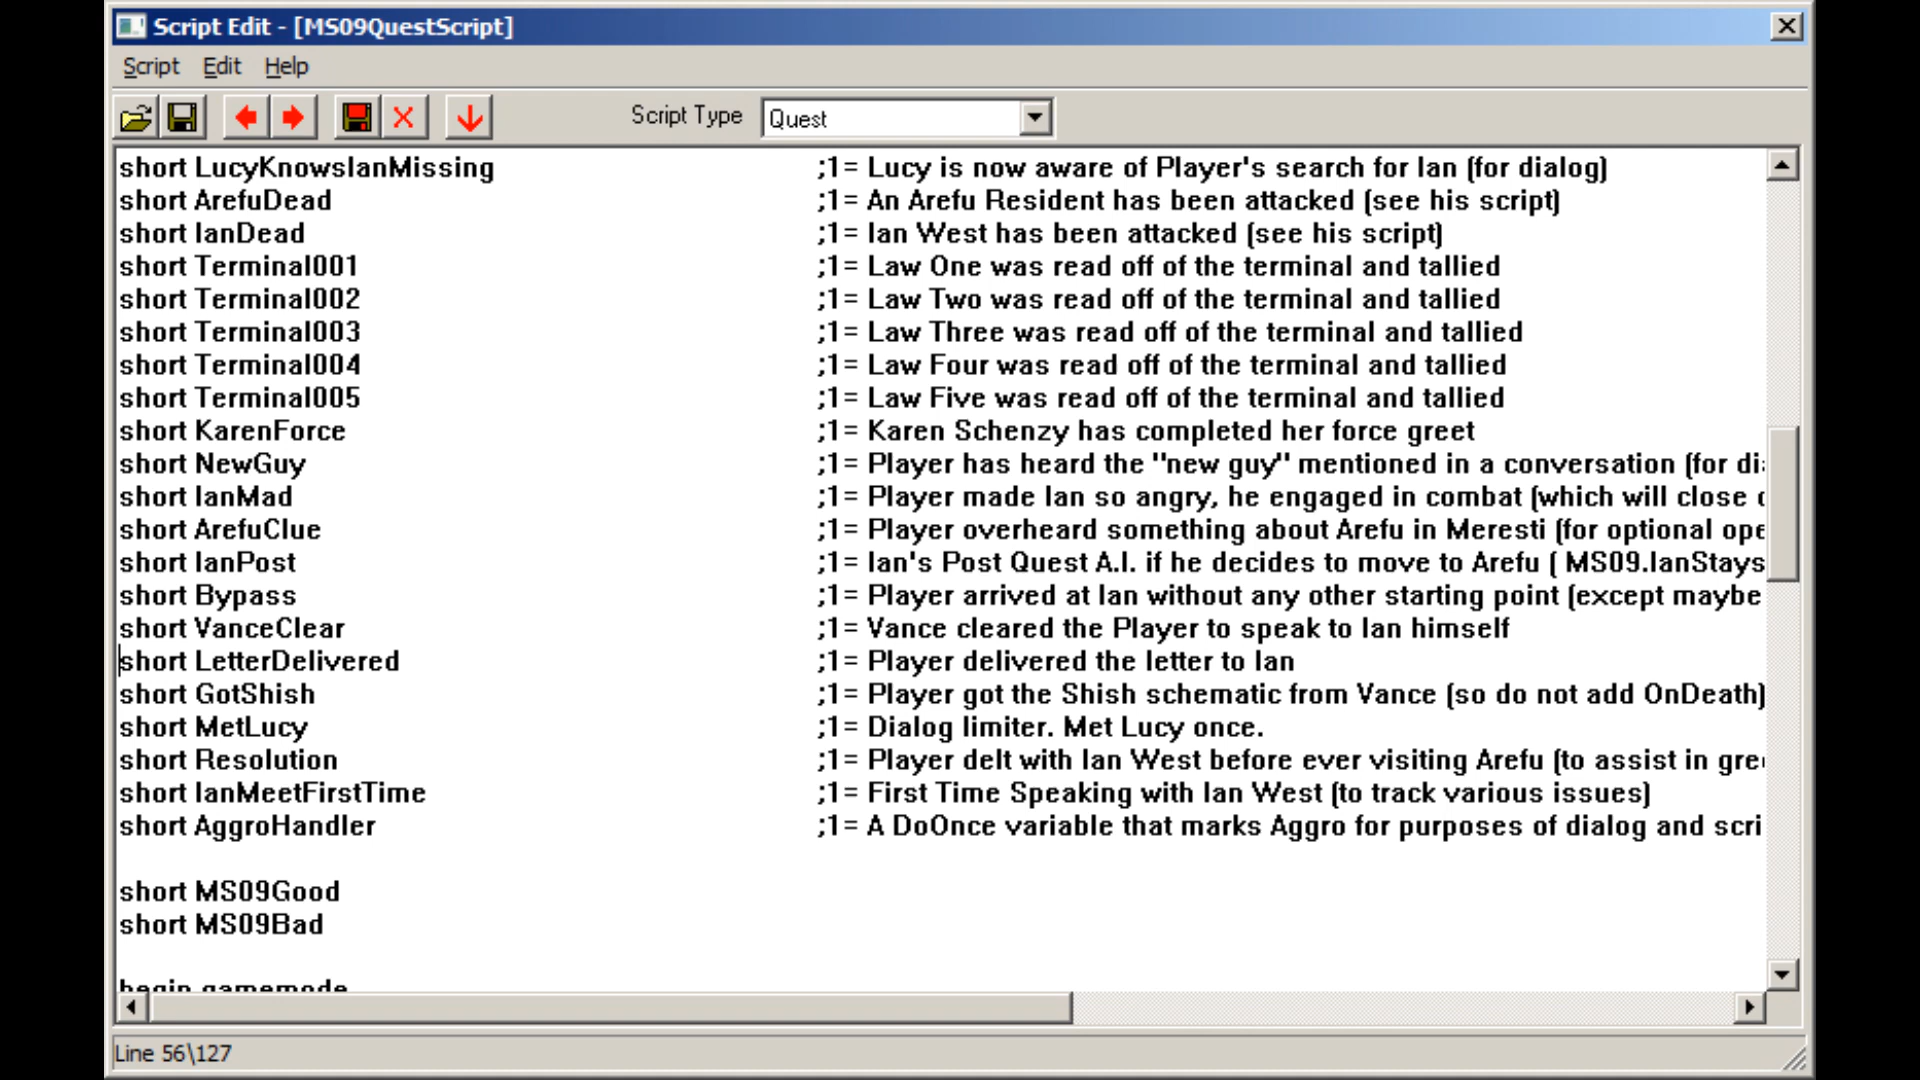 Script Edit - [MS09QuestScript]
Script Edit Help
Script Type Quest
short LucyKnowsIanMissing ;1= Lucy is now aware of Player's search for Ian (for dialog)
short ArefuDead ;1= An Arefu Resident has been attacked (see his script)
short IanDead ;1= Ian West has been attacked (see his script)
short Terminal001 ;1= Law One was read off of the terminal and tallied
short Terminal002 ;1= Law Two was read off of the terminal and tallied
short Terminal003 ;1= Law Three was read off of the terminal and tallied
short Terminal004 ;1= Law Four was read off of the terminal and tallied
short Terminal005 ;1= Law Five was read off of the terminal and tallied
short KarenForce ;1= Karen Schenzy has completed her force greet
short NewGuy ;1= Player has heard the "new guy" mentioned in a conversation (for di
short IanMad ;1= Player made Ian so angry, he engaged in combat (which will close
short ArefuClue ;1= Player overheard something about Arefu in Meresti (for optional ope
short IanPost ;1= Ian's Post Quest A.I. if he decides to move to Arefu ( MS09.IanStays
short Bypass ;1= Player arrived at Ian without any other starting point (except maybe
short VanceClear ;1= Vance cleared the Player to speak to Ian himself
short LetterDelivered ;1= Player delivered the letter to Ian
short GotShish ;1= Player got the Shish schematic from Vance (so do not add OnDeath)
short MetLucy ;1= Dialog limiter. Met Lucy once.
short Resolution ;1= Player delt with Ian West before ever visiting Arefu (to assist in gre
short IanMeetFirstTime ;1= First Time Speaking with Ian West (to track various issues)
short AggroHandler ;1= A DoOnce variable that marks Aggro for purposes of dialog and scri
short MS09Good
short MS09Bad
begin gamemode
Line 56\127